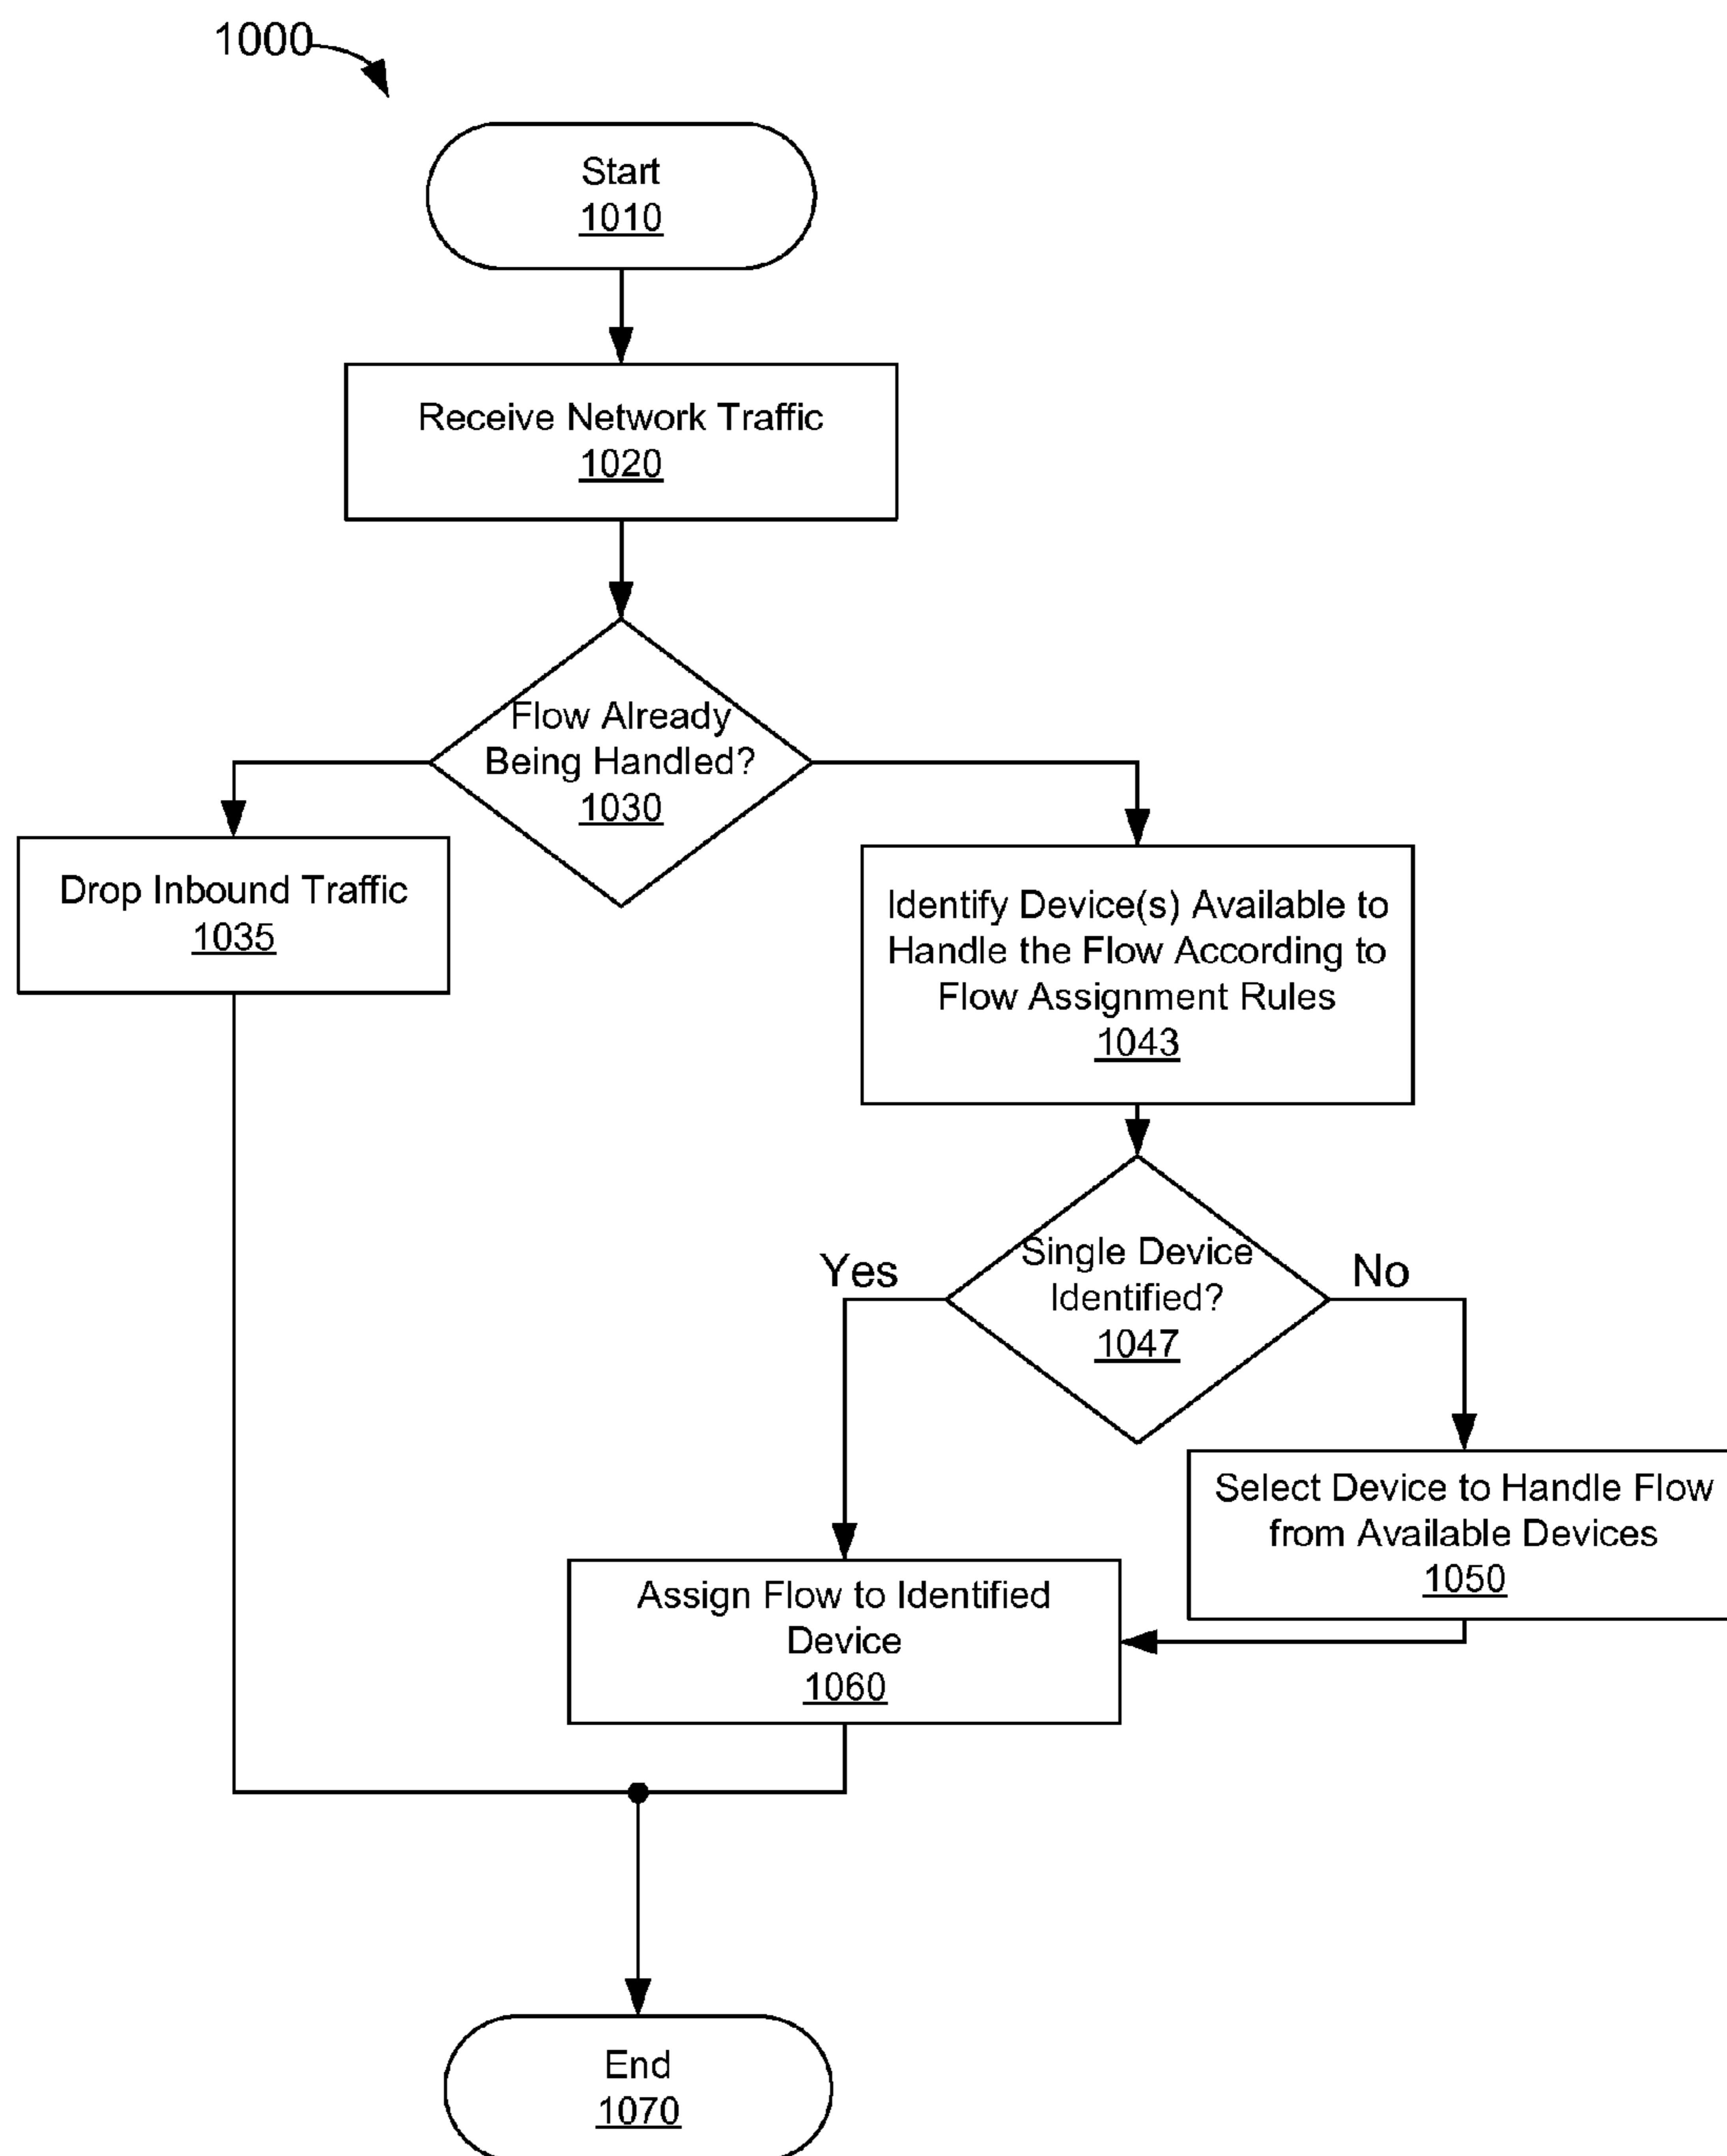 1000
Start
1010
Receive Network Traffic
1020
Flow Already
Being Handled?
1030
Drop Inbound Traffic
1035
Identify Device(s) Available to
Handle the Flow According to
Flow Assignment Rules
1043
Single Device
Identified?
1047
Yes
No
Select Device to Handle Flow
from Available Devices
1050
Assign Flow to Identified
Device
1060
End
1070